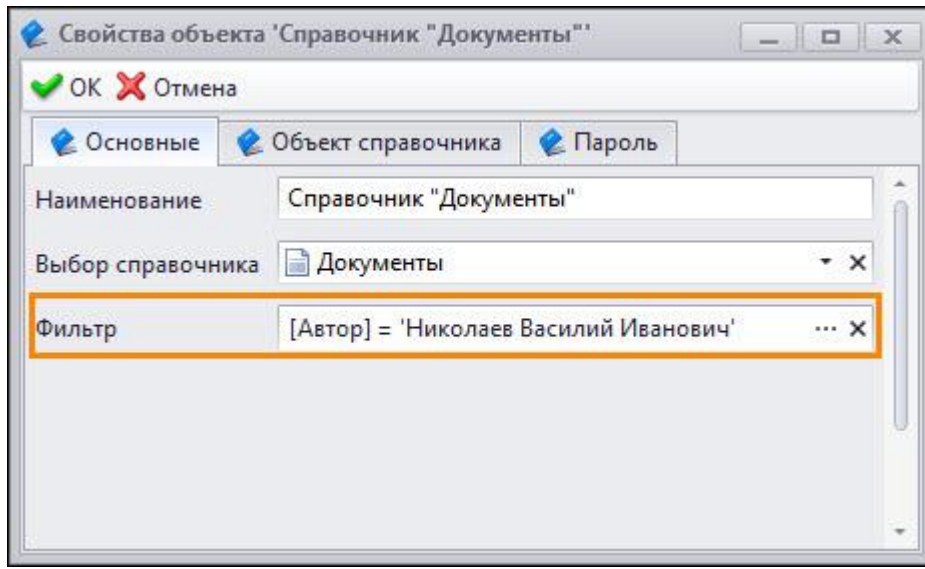 Свойства объекта 'Справочник "Документы"'
ОК Отмена
Основные Объект справочника Пароль
Наименование Справочник "Документы"
Выбор справочника Документы
Фильтр [Автор] = 'Николаев Василий Иванович' ...